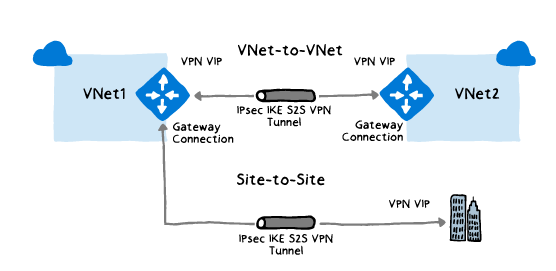 VNet-to-VNet
VPN VIP
VPN VIP
VNet1
VNet2
IPsec IKE S2S VPN
Tunnel
Gateway
Connection
Gateway
Connection
Site-to-Site
VPN VIP
IPsec IKE S2S VPN
Tunnel